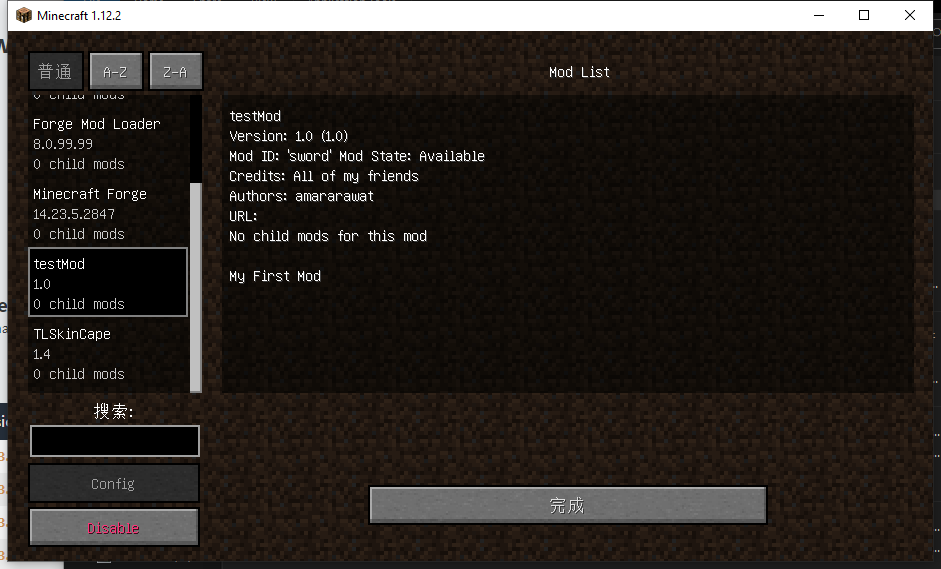 Minecraft 1.12.2
普通
A-Z
Z-A
Mod List
0 child mods
Forge Mod Loader
8.0.99.99
0 child mods
Minecraft Forge
14.23.5.2847
0 child mods
testMod
1.0
0 child mods
TLSkinCape
1.4
0 child mods
testMod
Version: 1.0 (1.0)
Mod ID: 'sword' Mod State: Available
Credits: All of my friends
Authors: amararawat
URL:
No child mods for this mod
My First Mod
搜索:
Config
Disable
完成